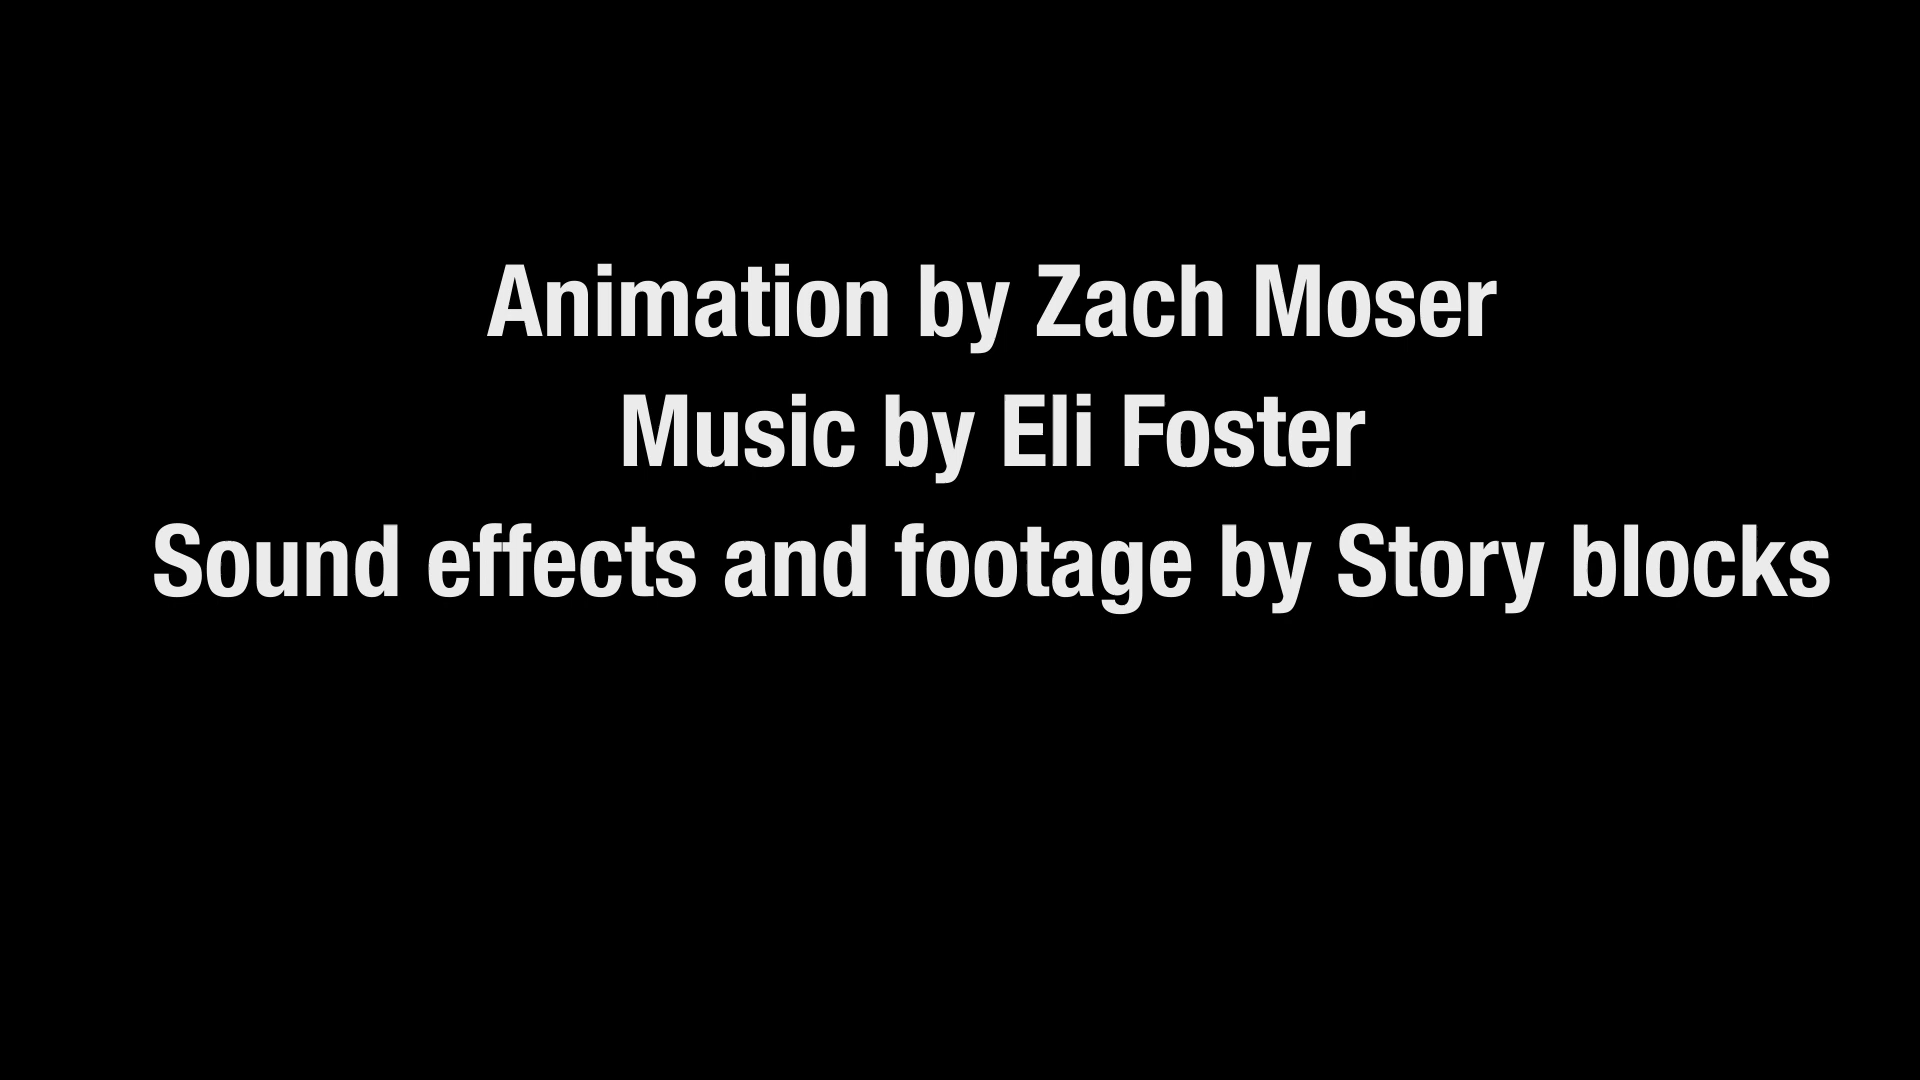 Animation by Zach Moser
Music by Eli Foster
Sound effects and footage by Story blocks